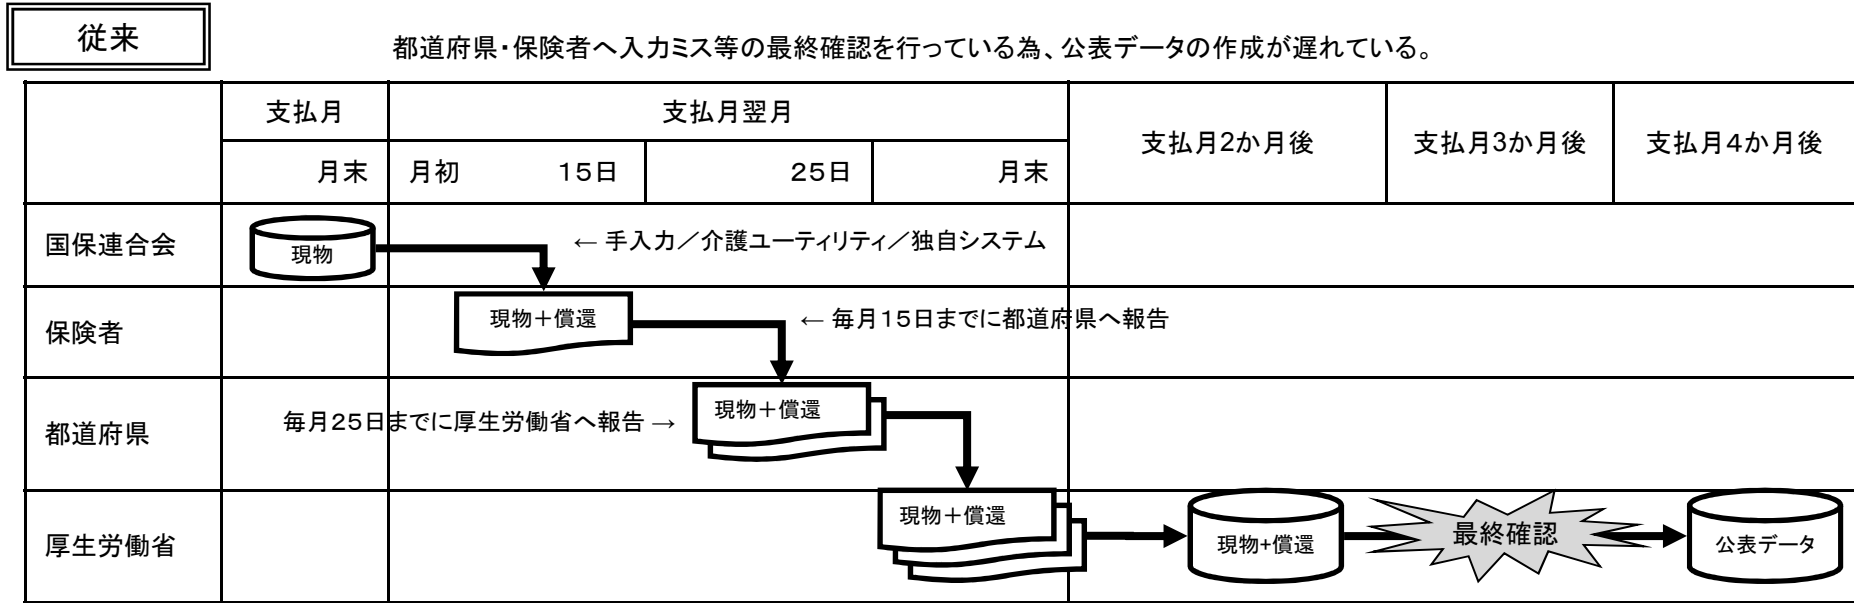 従来
都道府県・保険者へ入力ミス等の最終確認を行っている為、公表データの作成が遅れている。
支払月
支払月翌月
支払月2か月後
支払月3か月後
支払月4か月後
月末
月初
15日
25日
月末
国保連合会
現物
← 手入力／介護ユーティリティ／独自システム
保険者
現物＋償還
← 毎月15日までに都道府県へ報告
都道府県
毎月25日までに厚生労働省へ報告 →
現物＋償還
厚生労働省
現物＋償還
現物+償還
最終確認
公表データ